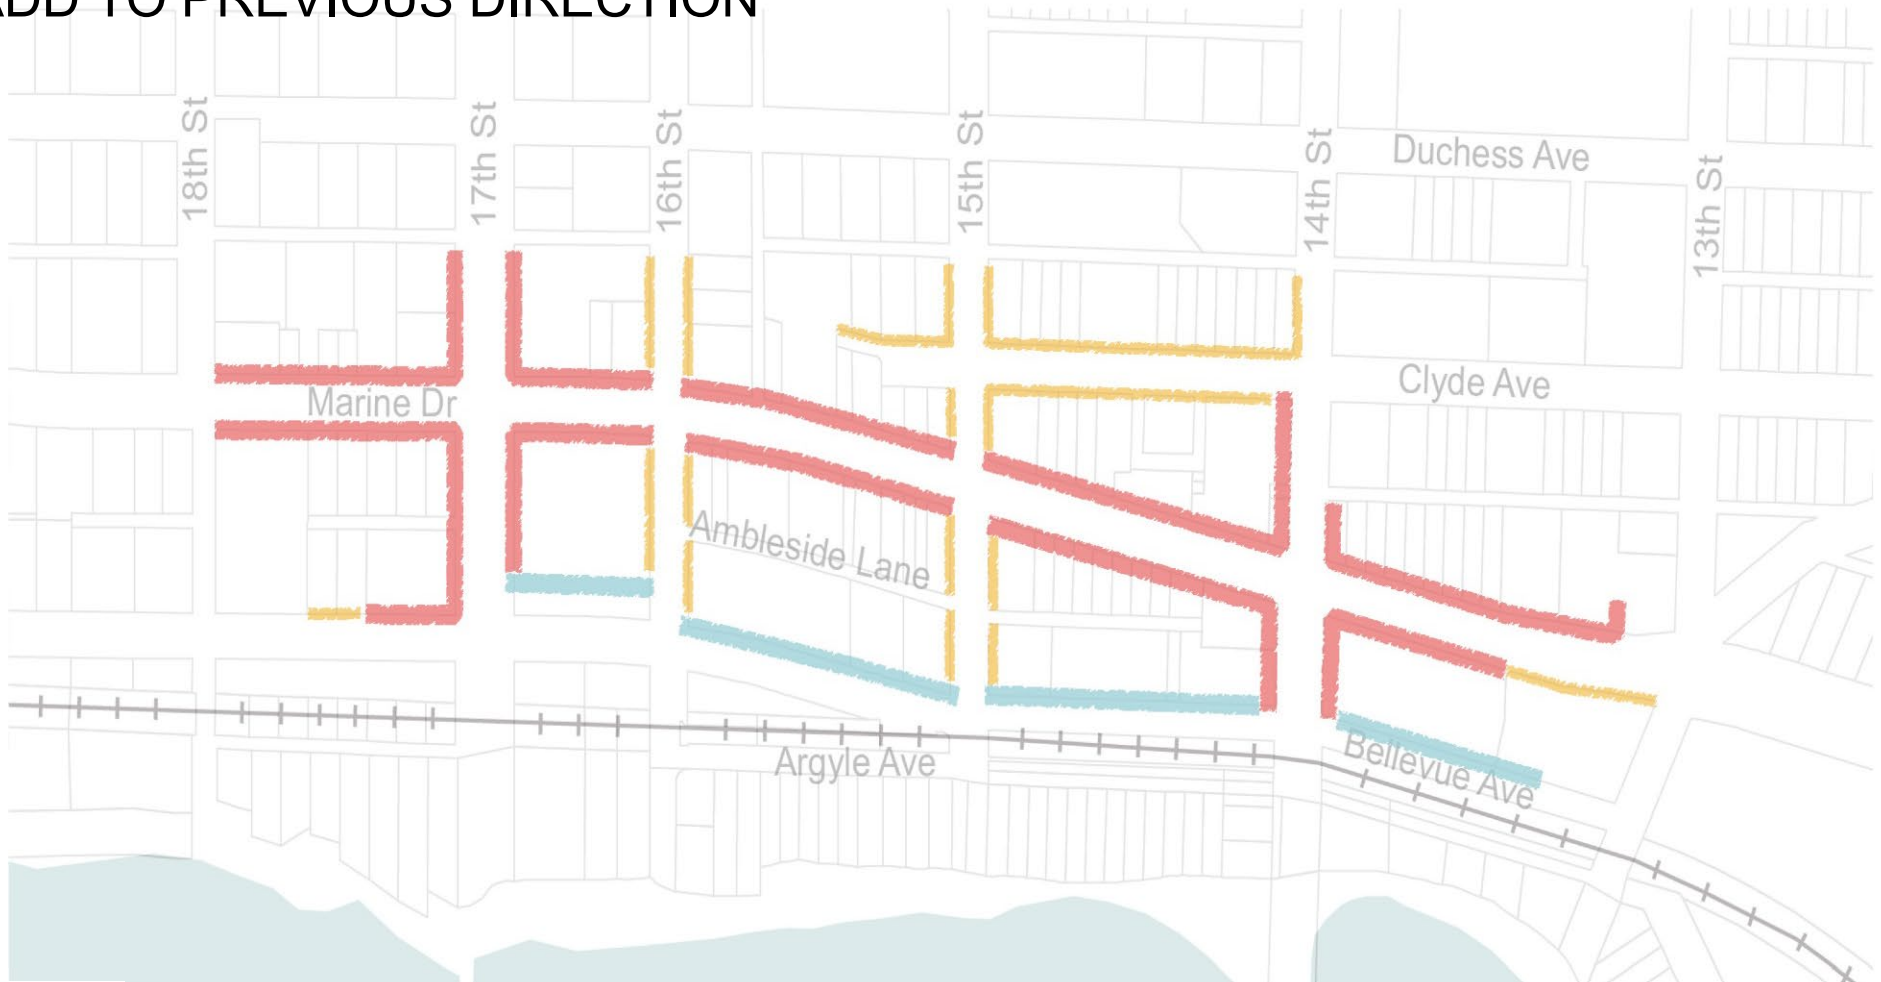 ADD TO PREVIOUS DIRECTION
18th St
17th St
16th St
15th St
14th St
13th St
Duchess Ave
Clyde Ave
Marine Dr
Ambleside Lane
Argyle Ave
Bellevue Ave